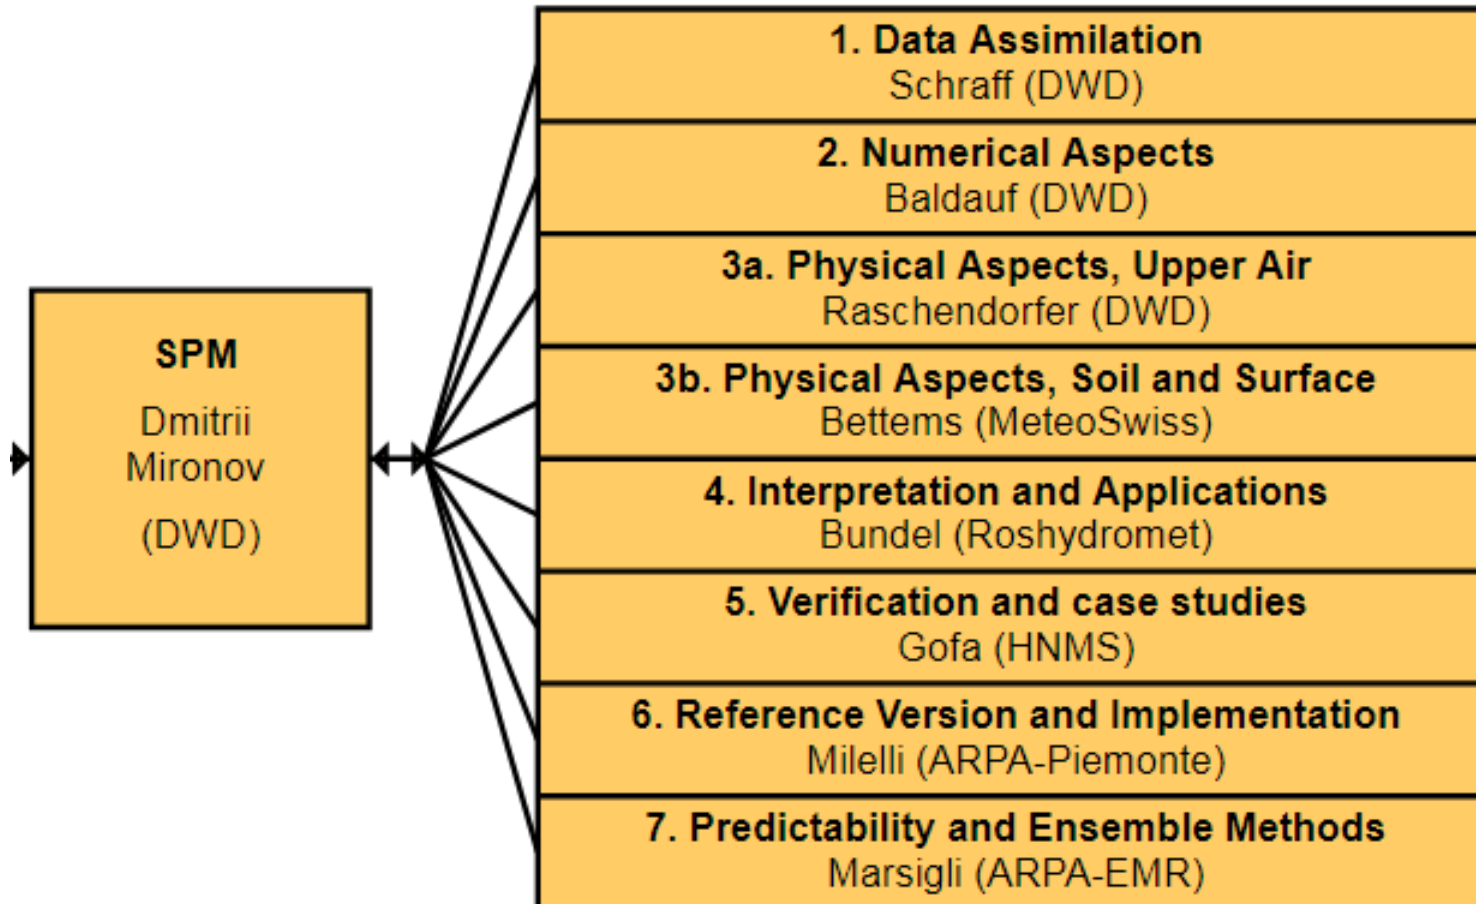 SPM
Dmitrii
Mironov
(DWD)
1. Data Assimilation
Schraff (DWD)
2. Numerical Aspects
Baldauf (DWD)
3a. Physical Aspects, Upper Air
Raschendorfer (DWD)
3b. Physical Aspects, Soil and Surface
Bettems (MeteoSwiss)
4. Interpretation and Applications
Bundel (Roshydromet)
5. Verification and case studies
Gofa (HNMS)
6. Reference Version and Implementation
Milelli (ARPA-Piemonte)
7. Predictability and Ensemble Methods
Marsigli (ARPA-EMR)